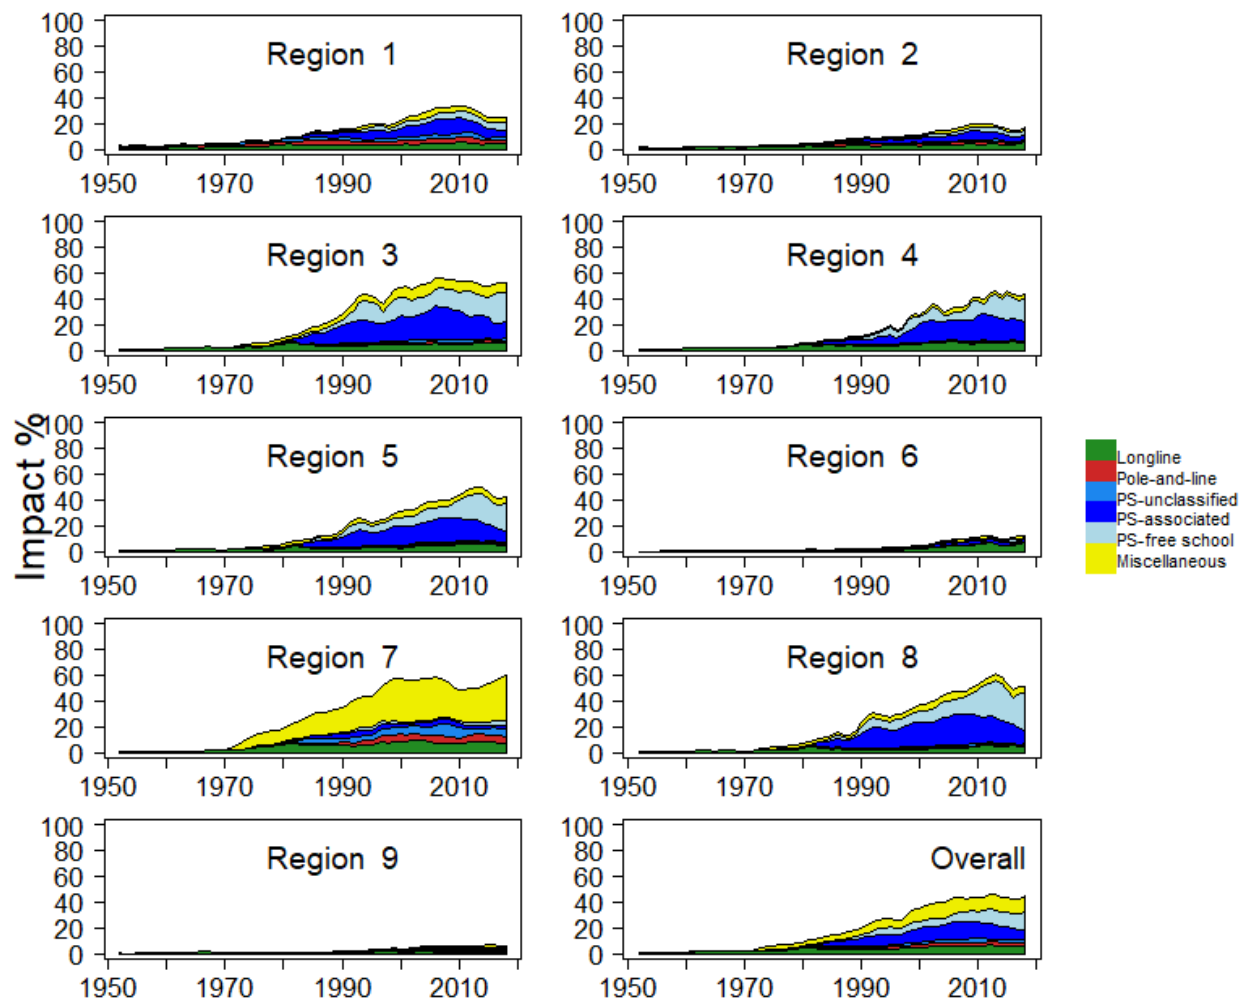 Impact %
100
80
60
40
20
0
Region 1
1950 1970 1990 2010
100
80
60
40
20
0
Region 2
1950 1970 1990 2010
100
80
60
40
20
0
Region 3
1950 1970 1990 2010
100
80
60
40
20
0
Region 4
1950 1970 1990 2010
100
80
60
40
20
0
Region 5
1950 1970 1990 2010
100
80
60
40
20
0
Region 6
1950 1970 1990 2010
100
80
60
40
20
0
Region 7
1950 1970 1990 2010
100
80
60
40
20
0
Region 8
1950 1970 1990 2010
100
80
60
40
20
0
Region 9
1950 1970 1990 2010
100
80
60
40
20
0
Overall
1950 1970 1990 2010
Longline
Pole-and-line
PS-unclassified
PS-associated
PS-free school
Miscellaneous